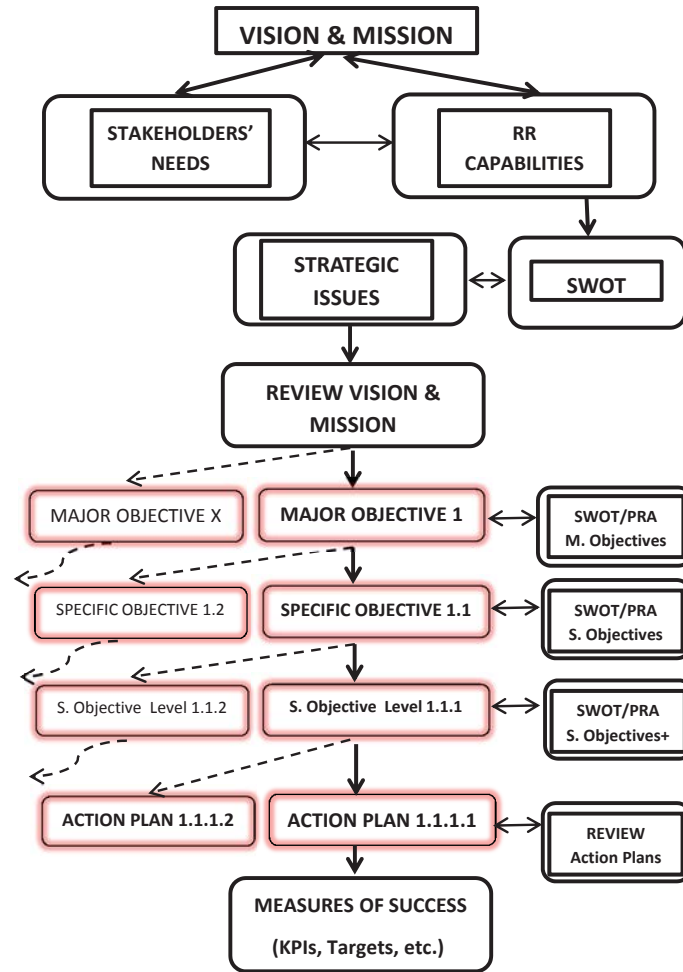 VISION & MISSION
STAKEHOLDERS’
NEEDS
RR
CAPABILITIES
STRATEGIC
ISSUES
SWOT
REVIEW VISION &
MISSION
MAJOR OBJECTIVE X
MAJOR OBJECTIVE 1
SWOT/PRA
M. Objectives
SPECIFIC OBJECTIVE 1.2
SPECIFIC OBJECTIVE 1.1
SWOT/PRA
S. Objectives
S. Objective Level 1.1.2
S. Objective Level 1.1.1
SWOT/PRA
S. Objectives+
ACTION PLAN 1.1.1.2
ACTION PLAN 1.1.1.1
REVIEW
Action Plans
MEASURES OF SUCCESS
(KPIs, Targets, etc.)